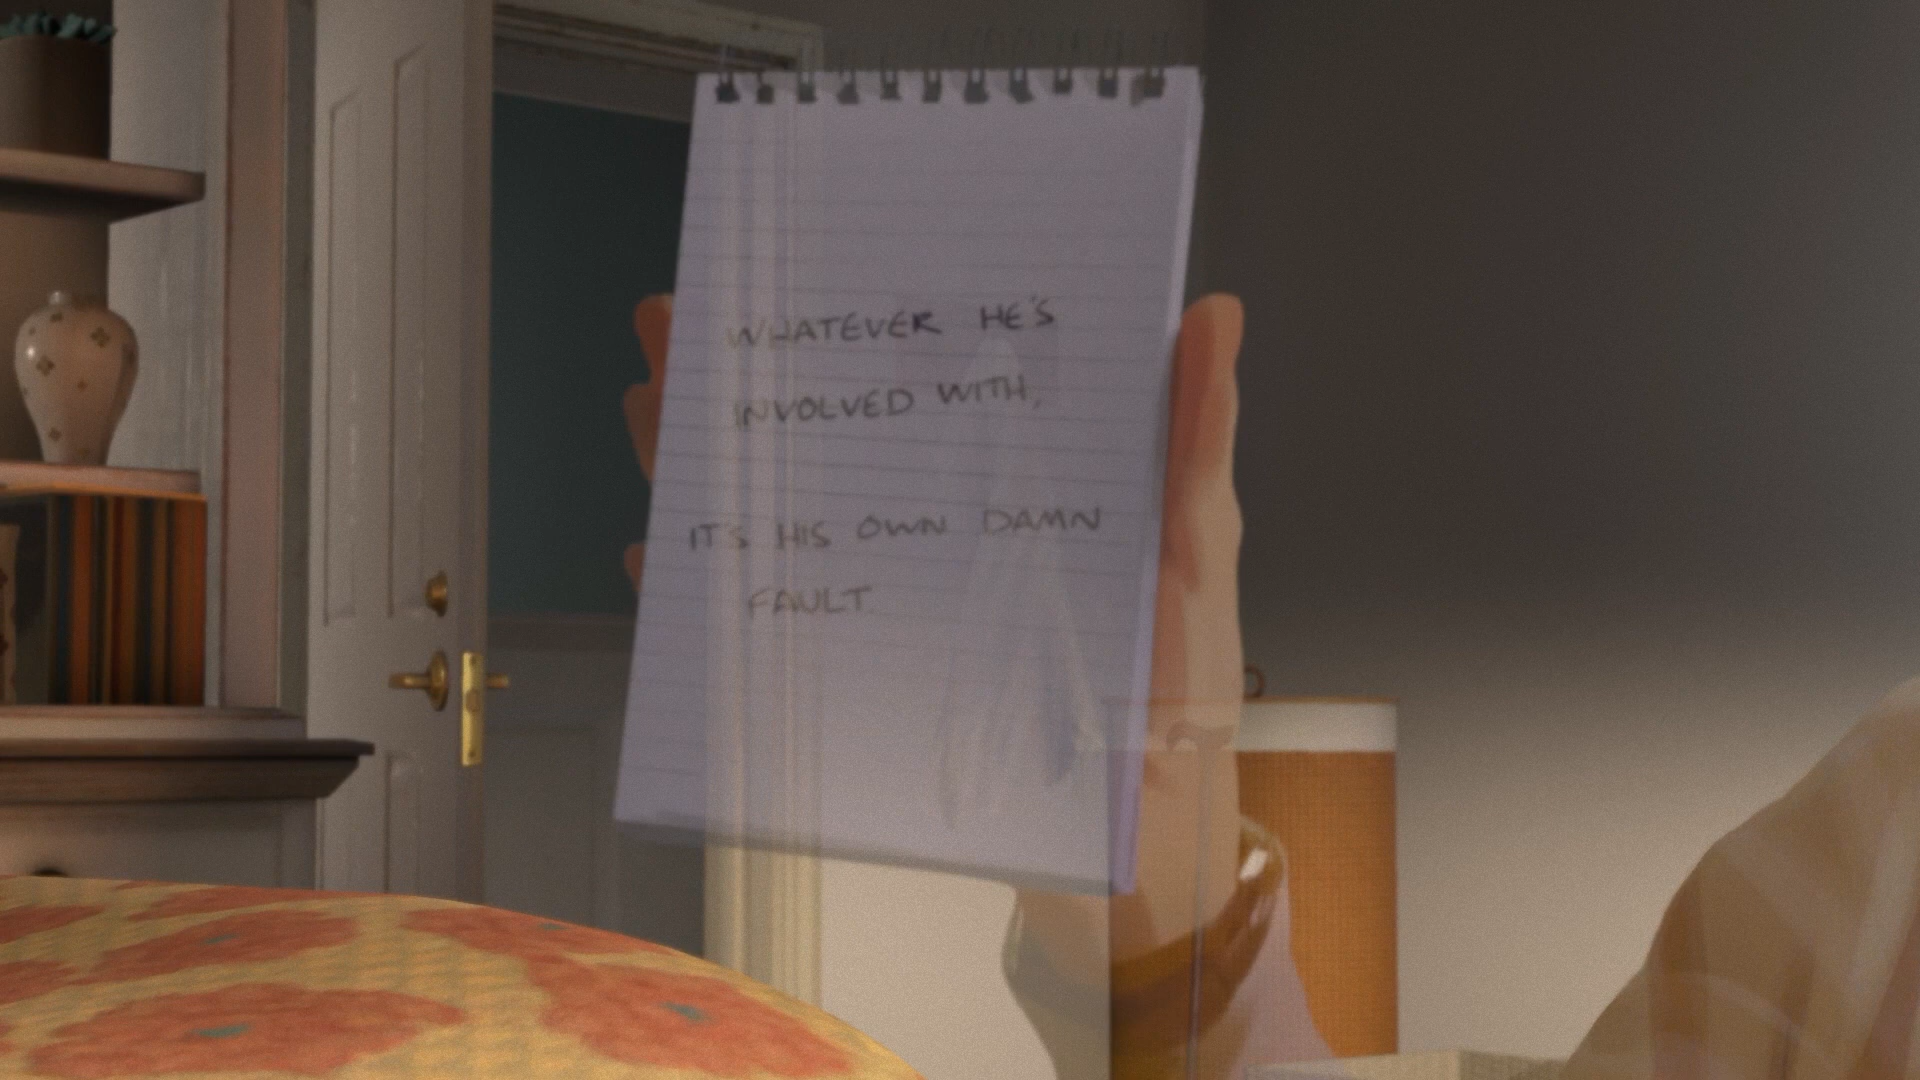 WHATEVER HE'S
INVOLVED WITH,
IT'S HIS OWN DAMN
FAULT